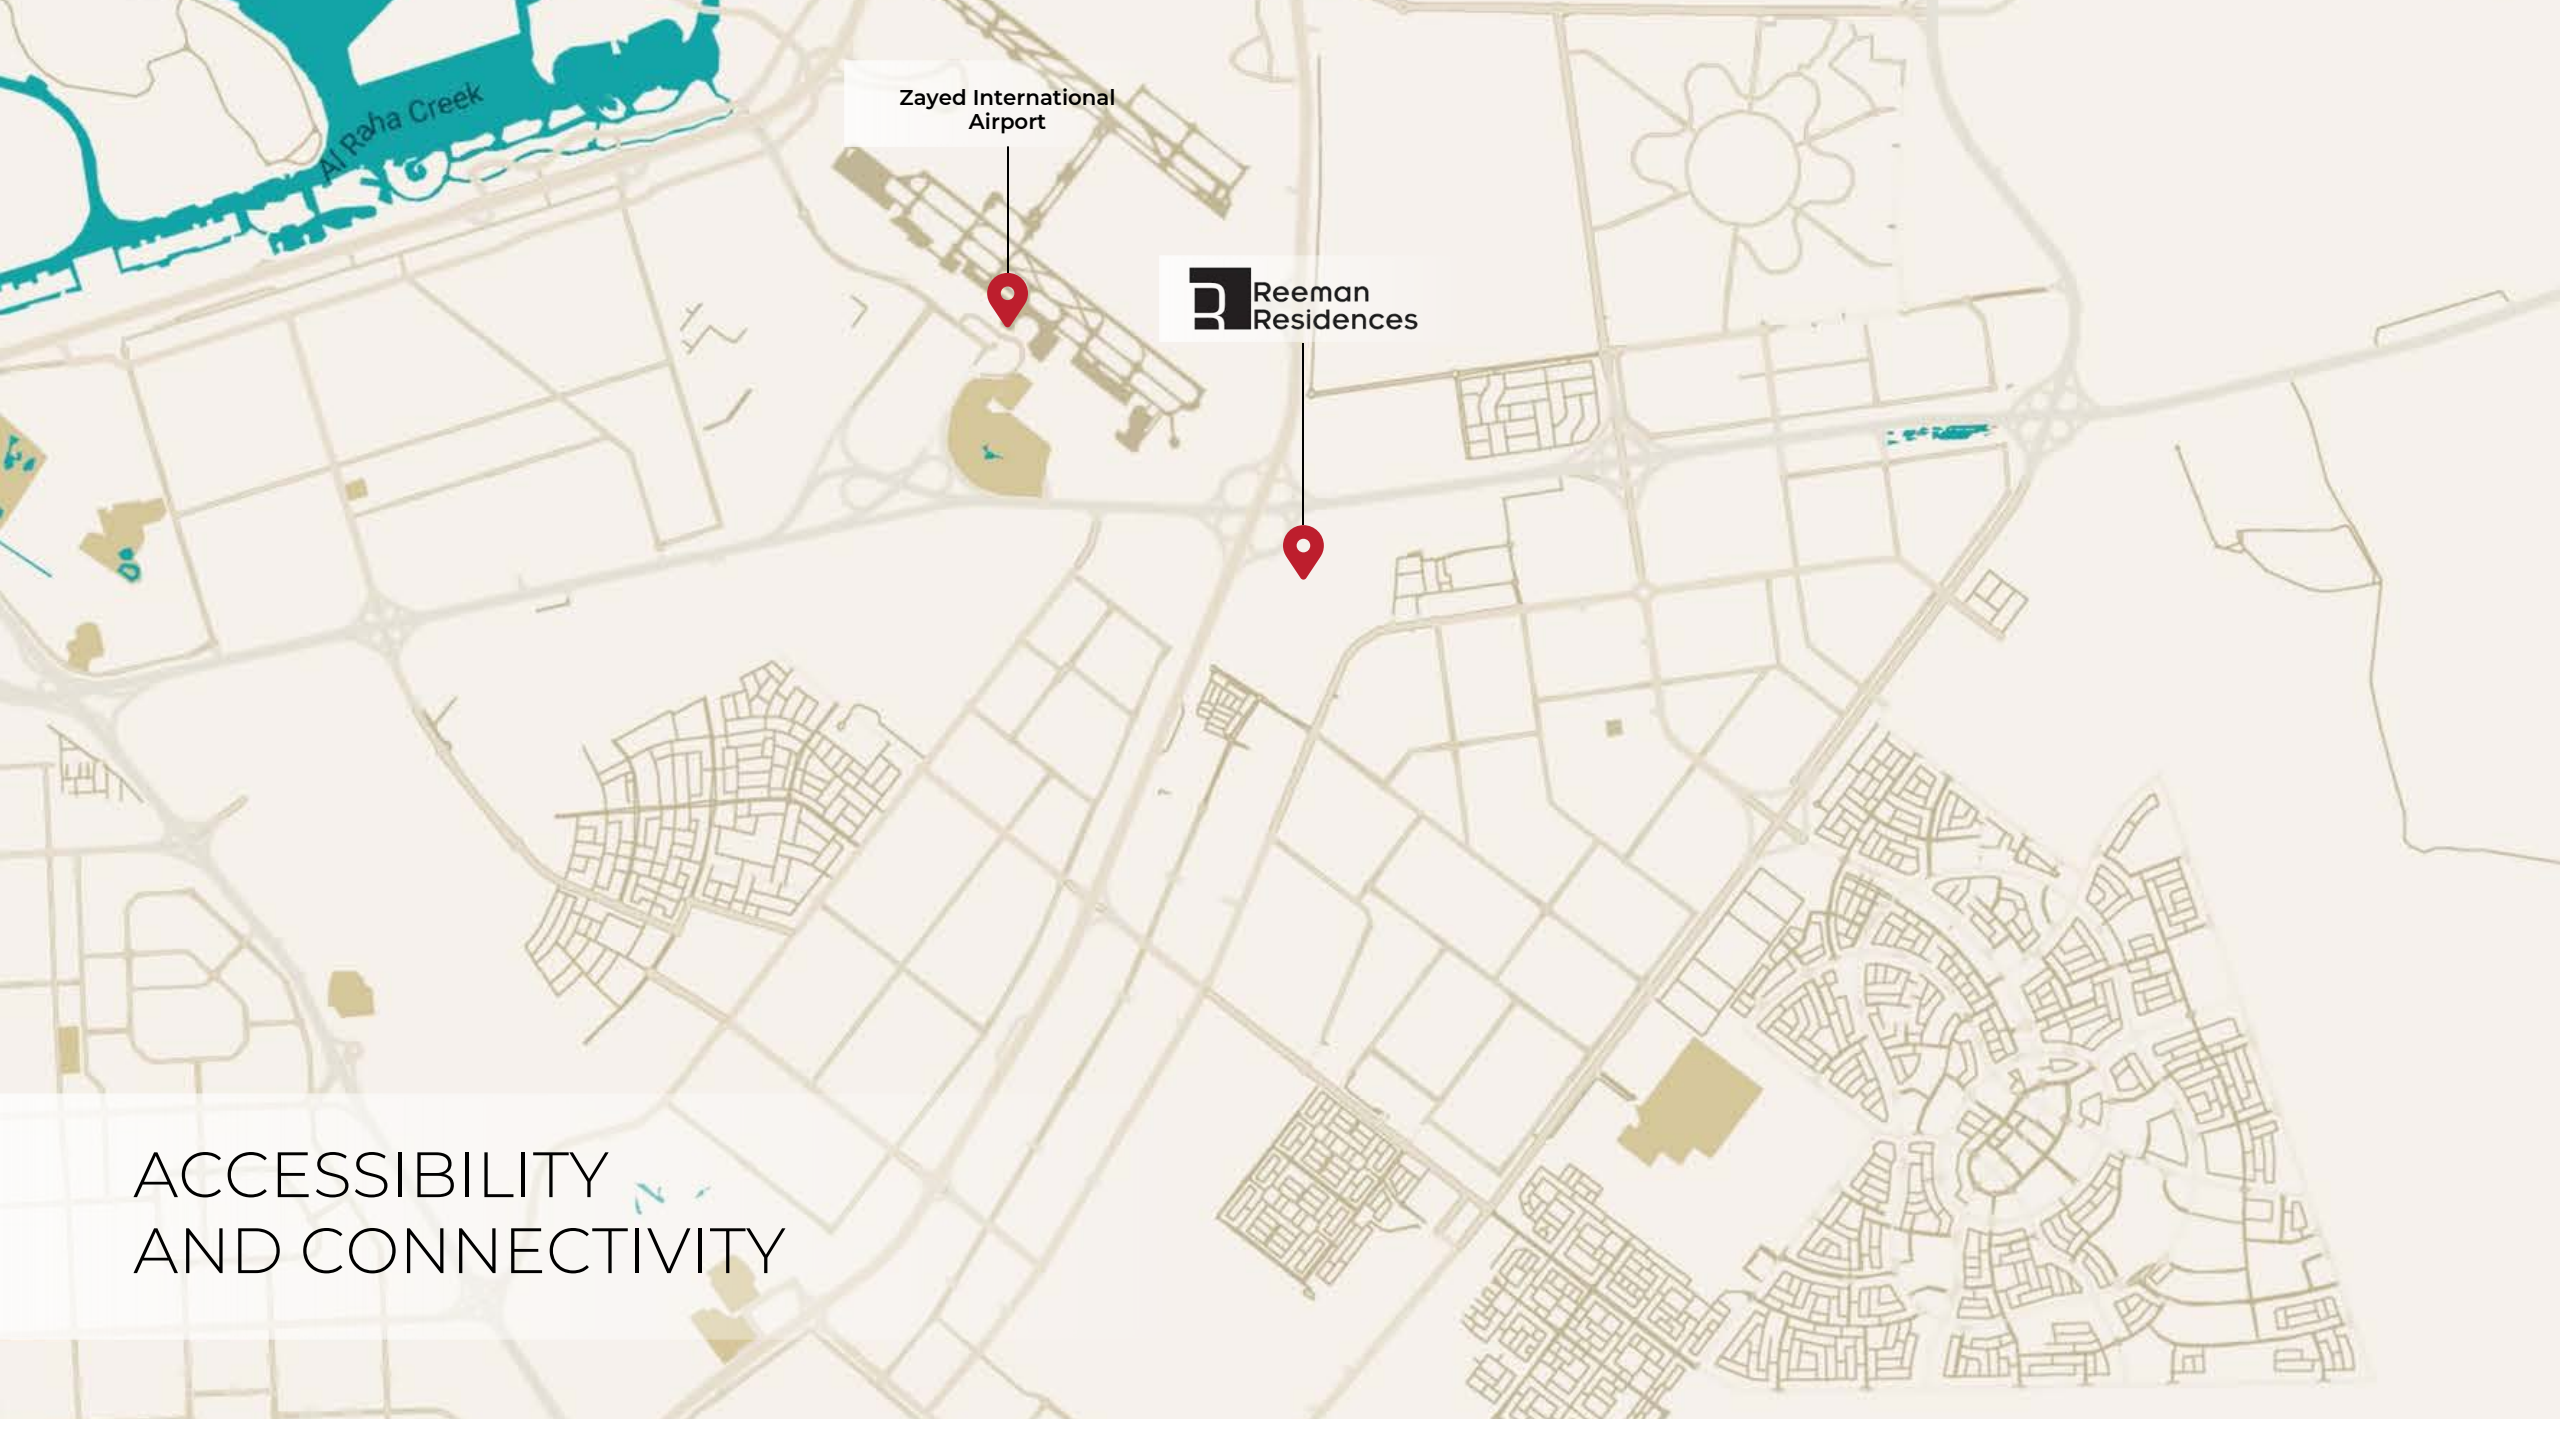 Al Raha Creek
Zayed International
Airport
Reeman
Residences
ACCESSIBILITY
AND CONNECTIVITY